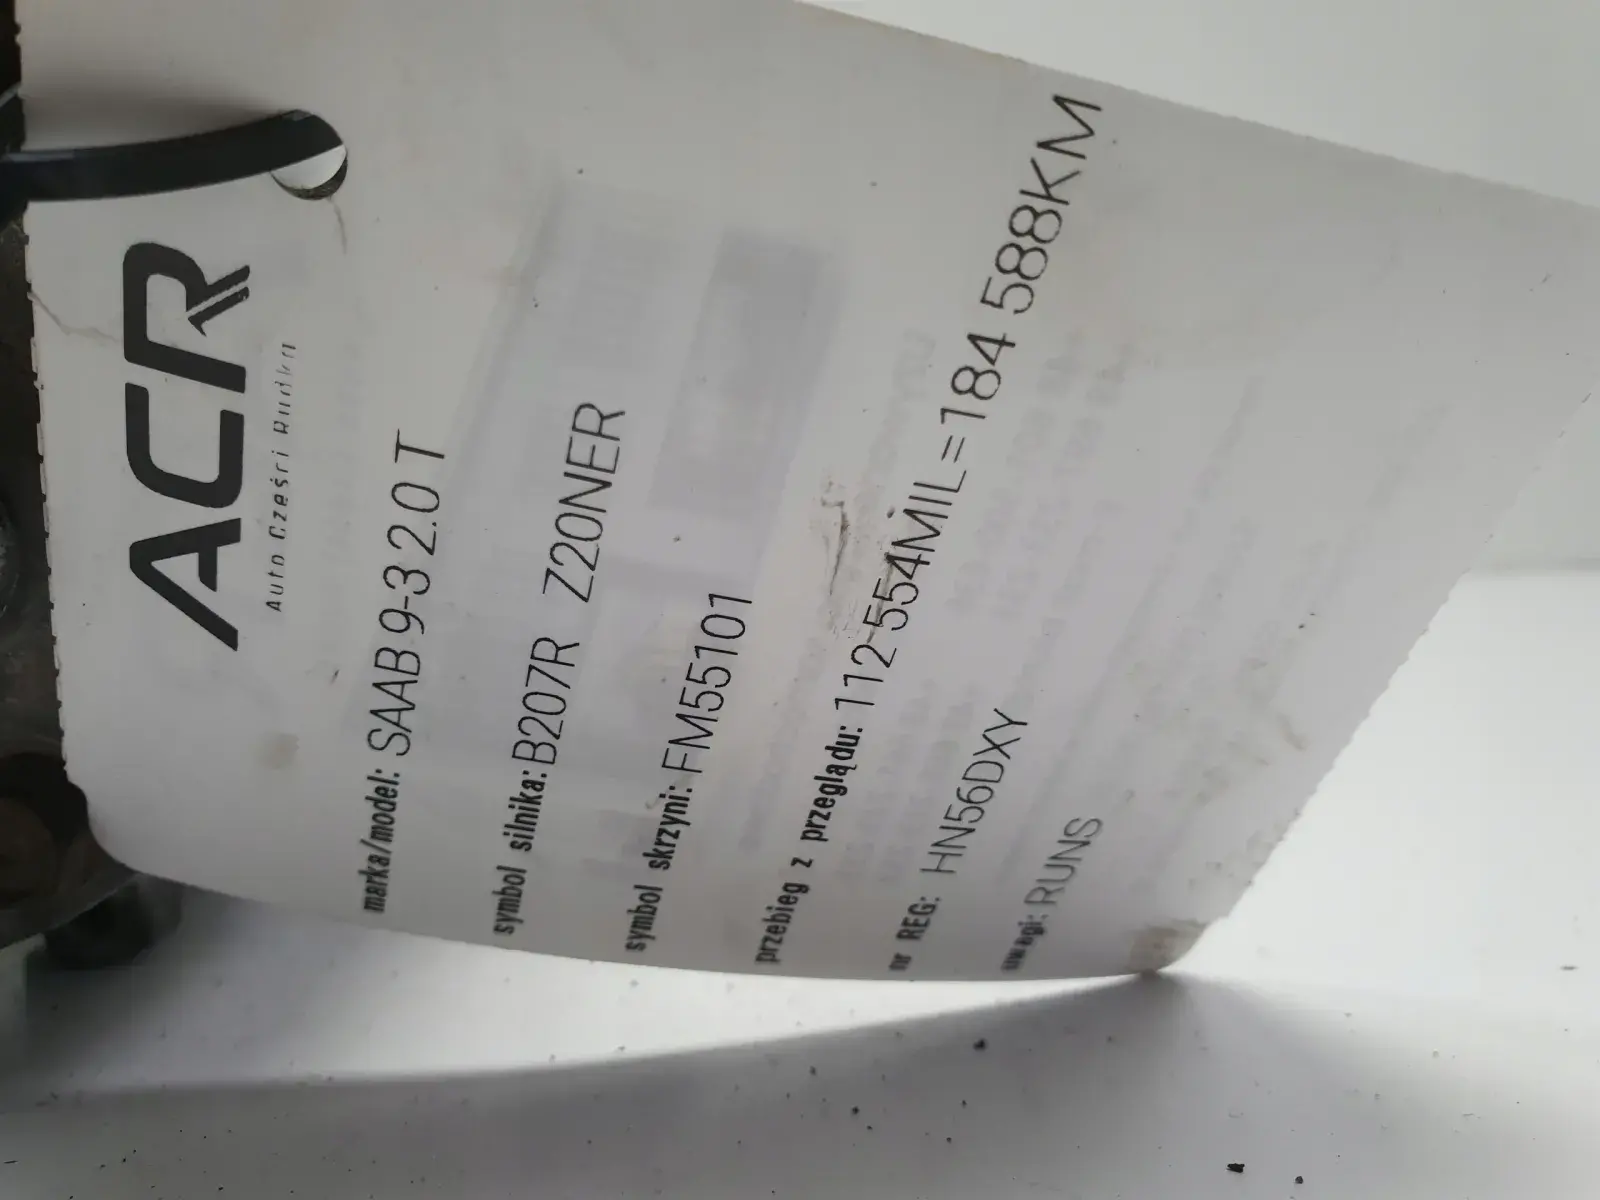 ACR
Auto Części Rudka
marka/model: SAAB 9-3 2.0 T
symbol silnika: B207R Z20NER
symbol skrzyni: FM55101
przebieg z przeglądu: 112 554MIL=184 588KM
nr REG: HN56DXY
uwagi: RUNS